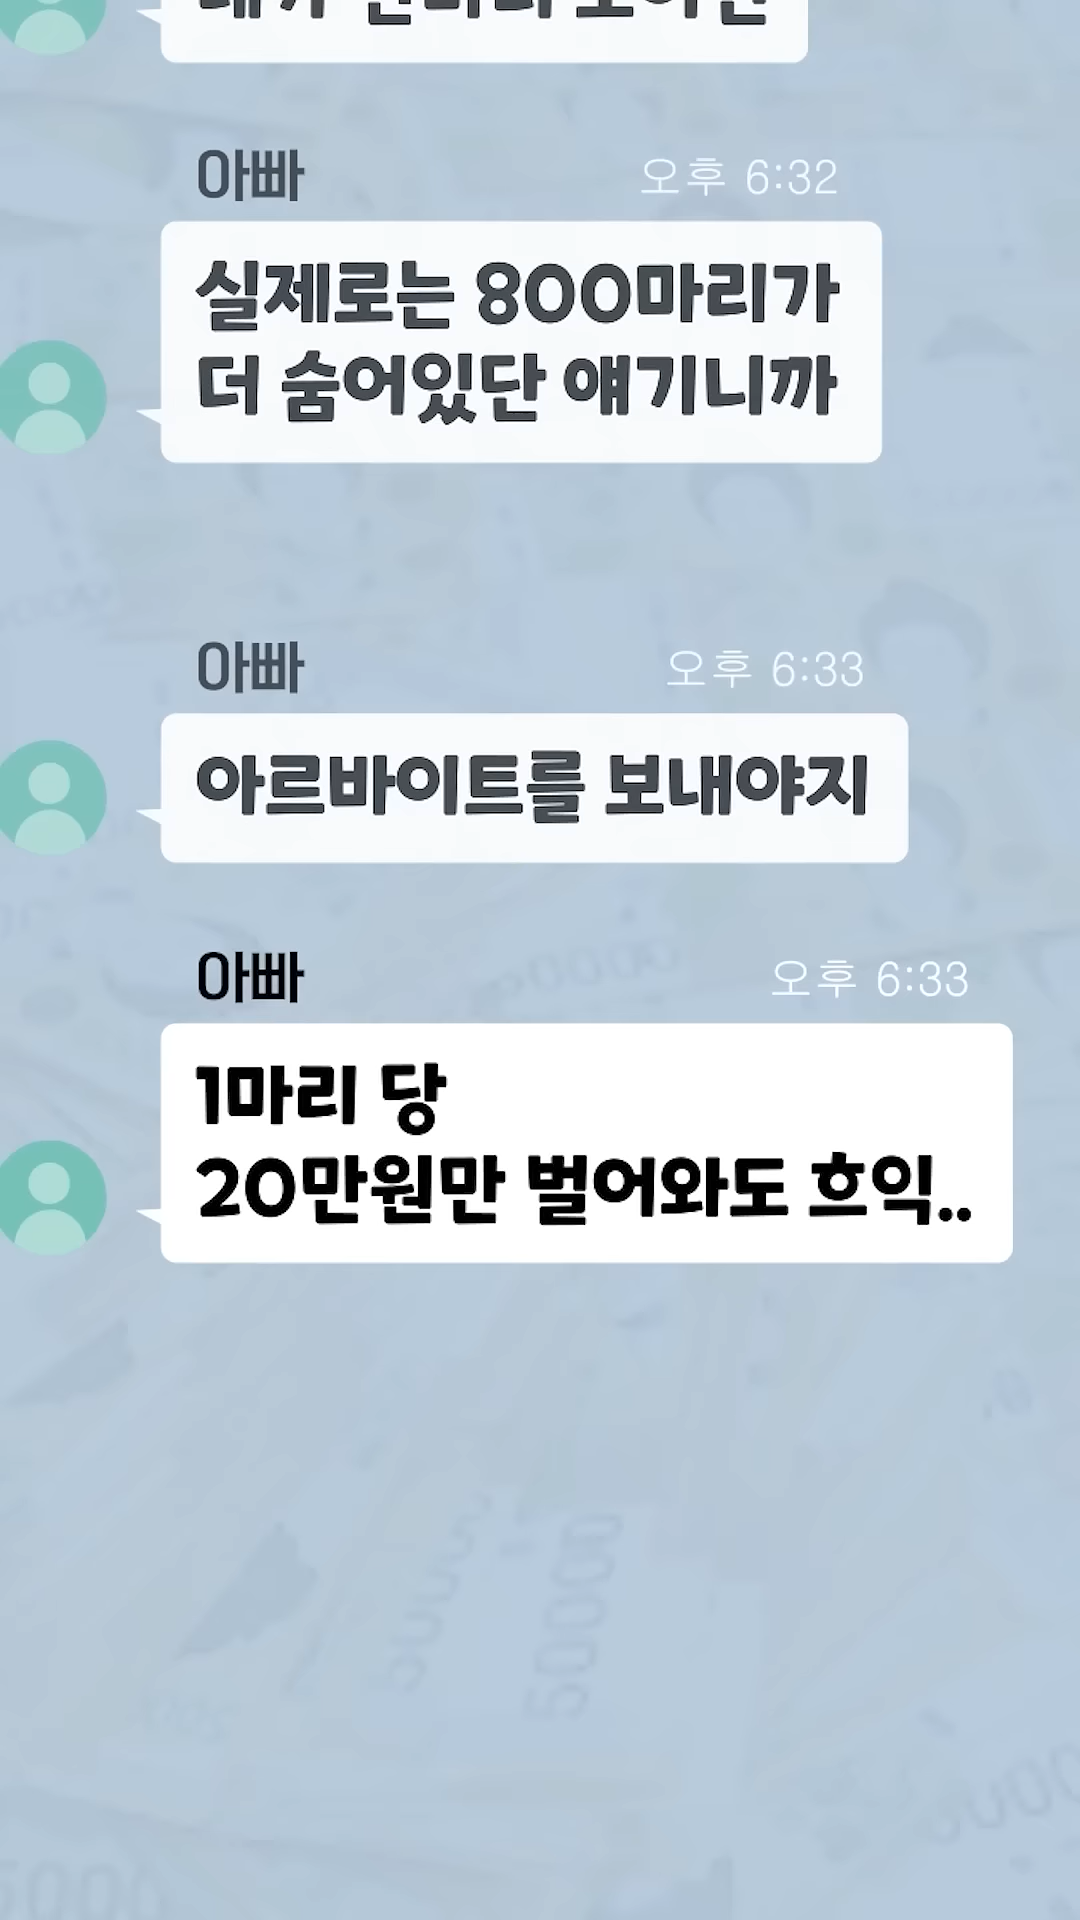 아빠
오후 6:32
실제로는 800마리가
더 숨어있단 얘기니까
아빠
오후 6:33
아르바이트를 보내야지
아빠
오후 6:33
1마리 당
20만원만 벌어와도 흐익..
50000